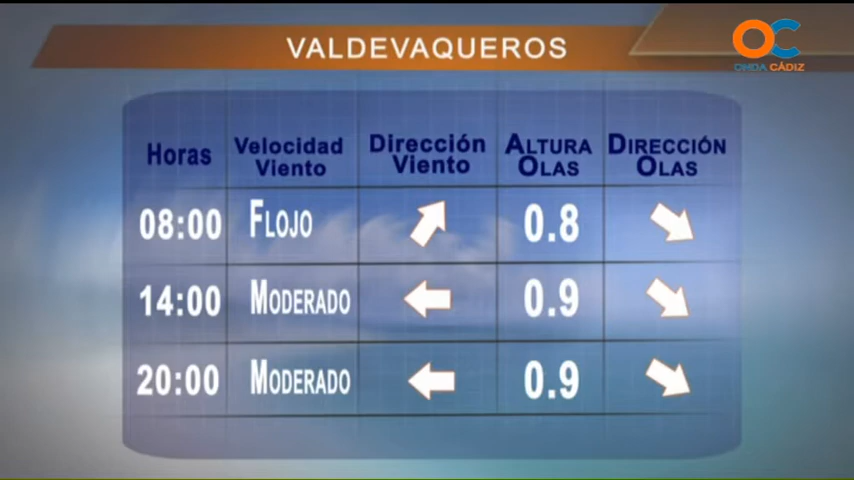 VALDEVAQUEROS
OC
ONDA CÁDIZ
Horas Velocidad Viento Dirección Viento ALTURA OLAS DIRECCIÓN OLAS
08:00 FLOJO 0.8
14:00 MODERADO 0.9
20:00 MODERADO 0.9